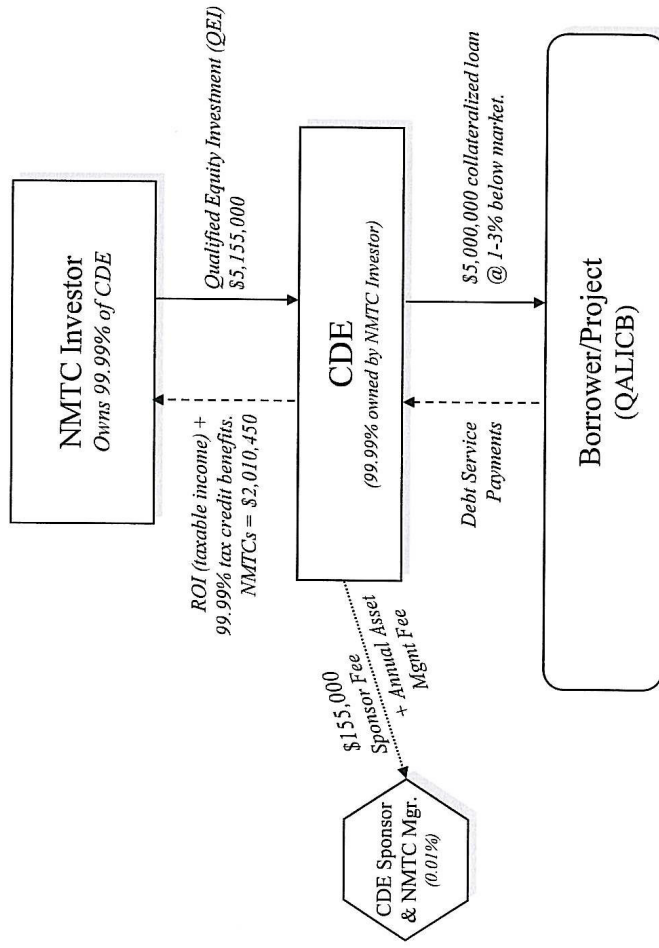 NMTC Investor
Owns 99.99% of CDE
ROI (taxable income) +
99.99% tax credit benefits.
NMTCs = $2,010,450
Qualified Equity Investment (QEI)
$5,155,000
CDE
(99.99% owned by NMTC Investor)
$155,000
Sponsor Fee
+ Annual Asset
Mgmt Fee
CDE Sponsor
& NMTC Mgr.
(0.01%)
Debt Service
Payments
$5,000,000 collateralized loan
@ 1-3% below market.
Borrower/Project
(QALICB)